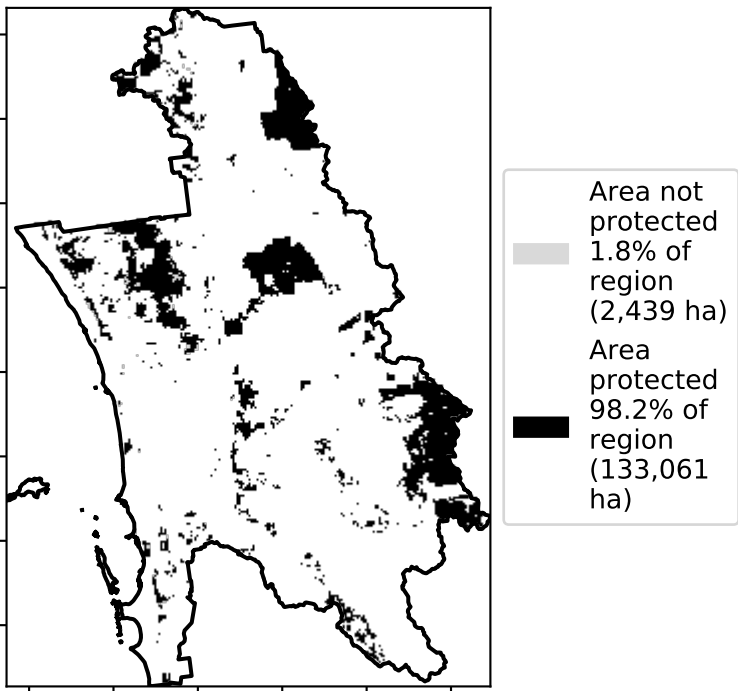 Area not
protected
1.8% of
region
(2,439 ha)
Area
protected
98.2% of
region
(133,061
ha)